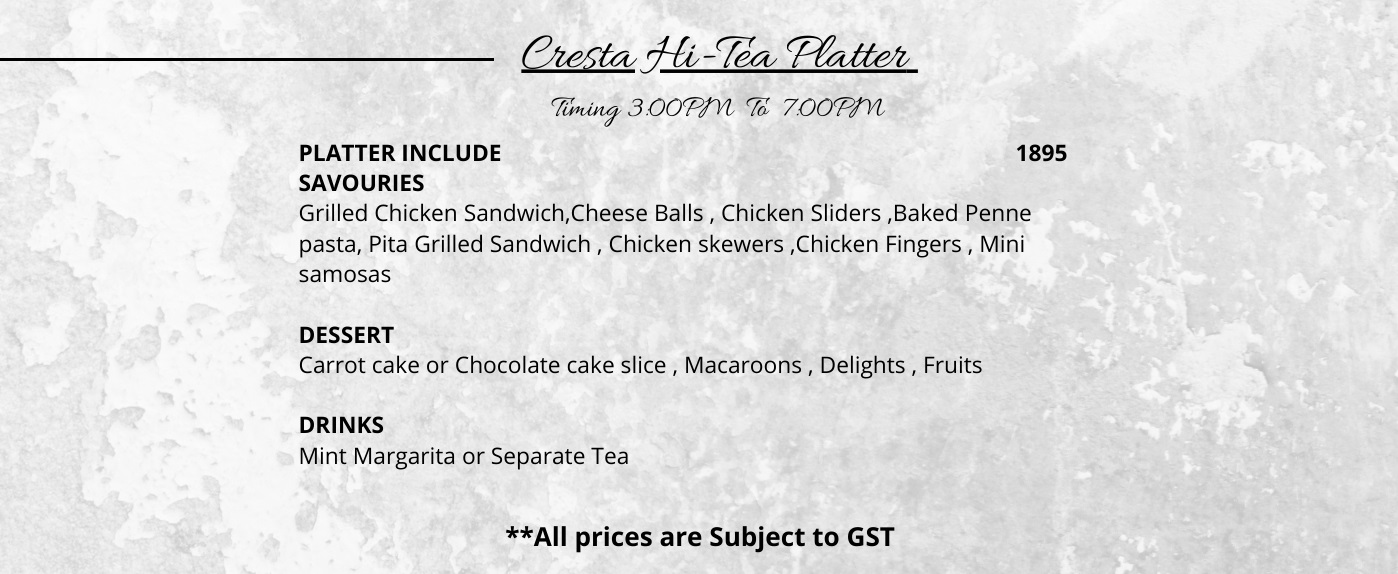 Cresta Hi-Tea Platter
Timing 3:00PM To 7:00PM
PLATTER INCLUDE 1895
SAVOURIES
Grilled Chicken Sandwich,Cheese Balls , Chicken Sliders ,Baked Penne
pasta, Pita Grilled Sandwich , Chicken skewers ,Chicken Fingers , Mini
samosas
DESSERT
Carrot cake or Chocolate cake slice , Macaroons , Delights , Fruits
DRINKS
Mint Margarita or Separate Tea
**All prices are Subject to GST